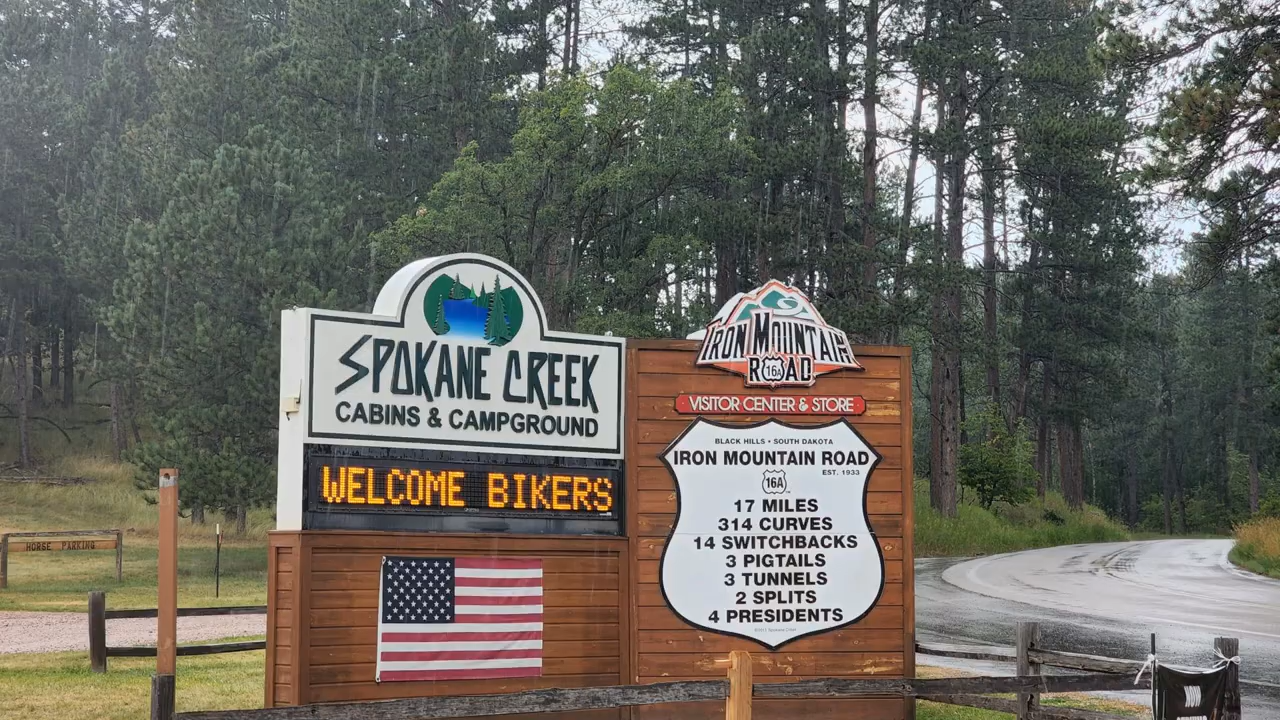 SPOKANE CREEK
CABINS & CAMPGROUND
WELCOME BIKERS
IRON MOUNTAIN
ROAD
16A
VISITOR CENTER & STORE
BLACK HILLS • SOUTH DAKOTA
IRON MOUNTAIN ROAD
EST. 1933
16A
17 MILES
314 CURVES
14 SWITCHBACKS
3 PIGTAILS
3 TUNNELS
2 SPLITS
4 PRESIDENTS
HORSE PARKING